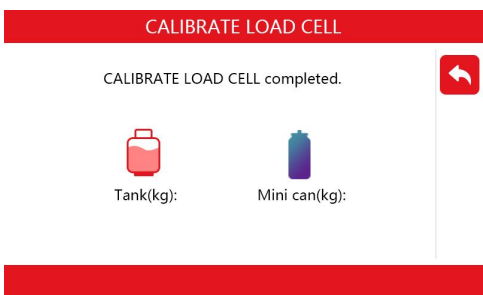 CALIBRATE LOAD CELL
CALIBRATE LOAD CELL completed.
Tank(kg):
Mini can(kg):